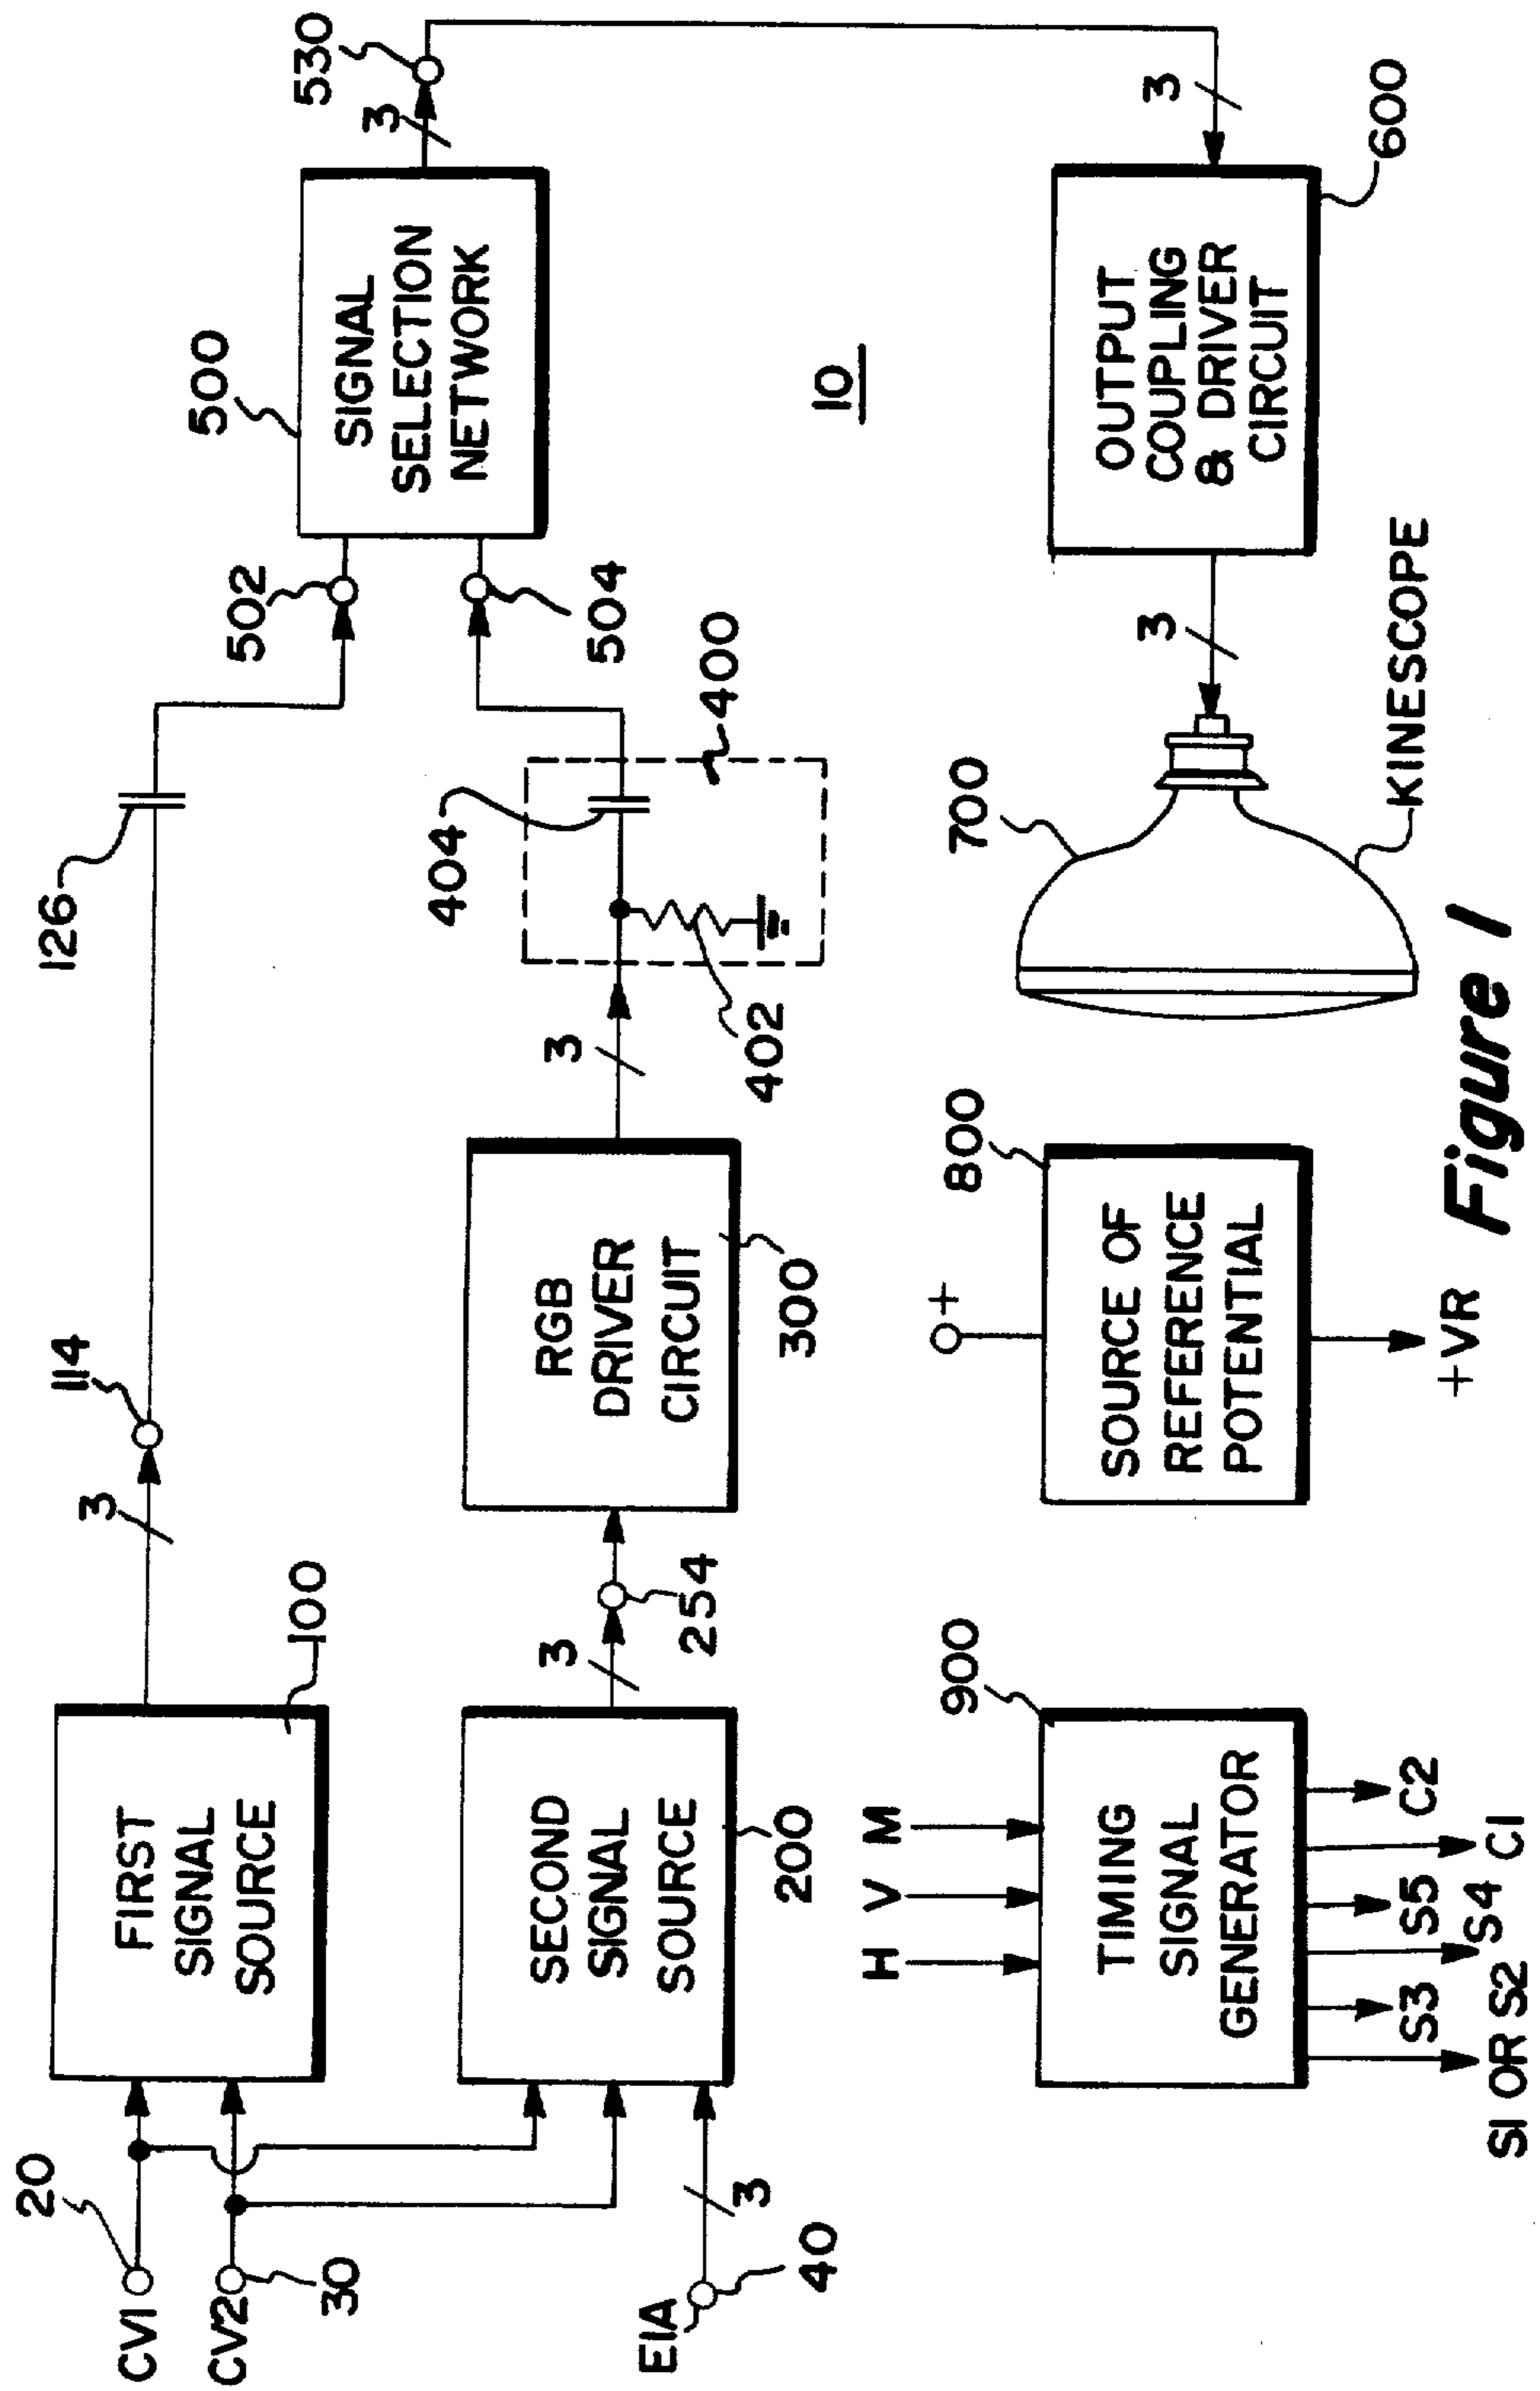 20
CV1
CV2
30
EIA
40
3
FIRST
SIGNAL
SOURCE
100
3
114
126
SECOND
SIGNAL
SOURCE
200
3
254
RGB
DRIVER
CIRCUIT
300
3
402
404
400
502
504
500
SIGNAL
SELECTION
NETWORK
3
530
10
H V M
900
TIMING
SIGNAL
GENERATOR
S1 OR S2
S3
S4
S5
C1
C2
+
800
SOURCE OF
REFERENCE
POTENTIAL
+VR
700
KINESCOPE
3
OUTPUT
COUPLING
& DRIVER
CIRCUIT
600
3
Figure 1